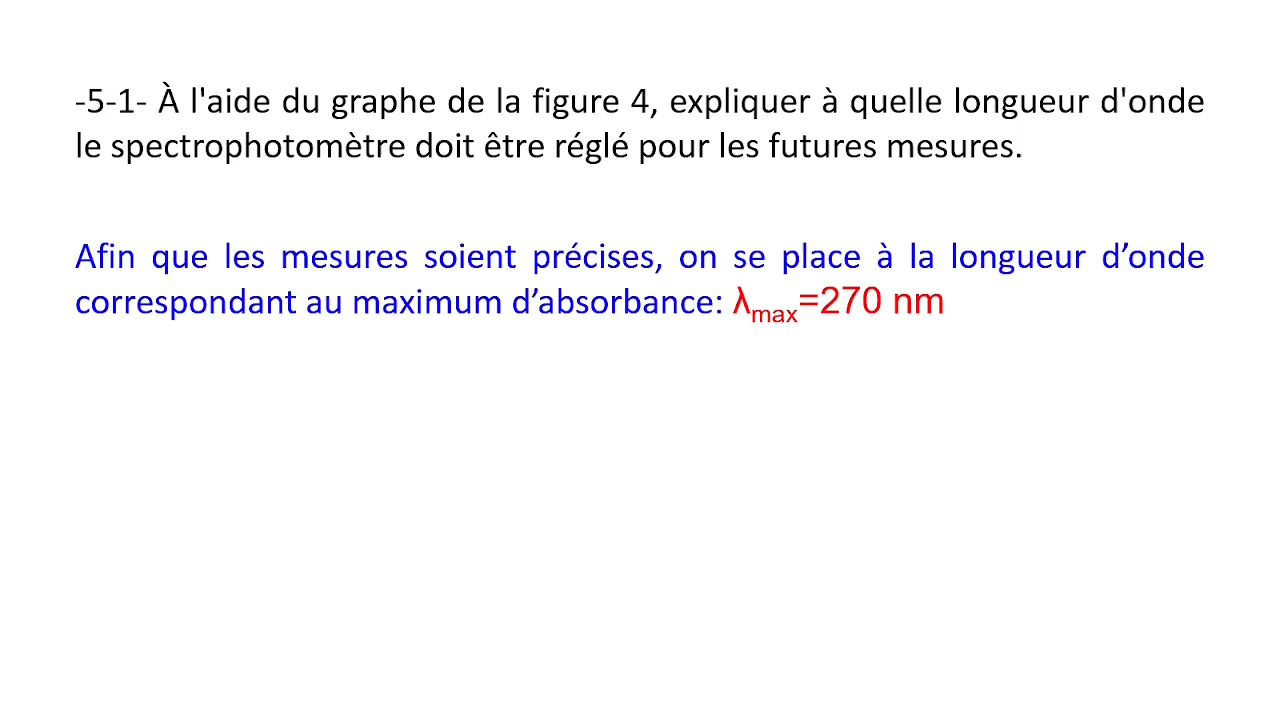 -5-1- À l'aide du graphe de la figure 4, expliquer à quelle longueur d'onde
le spectrophotomètre doit être réglé pour les futures mesures.
Afin que les mesures soient précises, on se place à la longueur d’onde
correspondant au maximum d’absorbance: λmax=270 nm